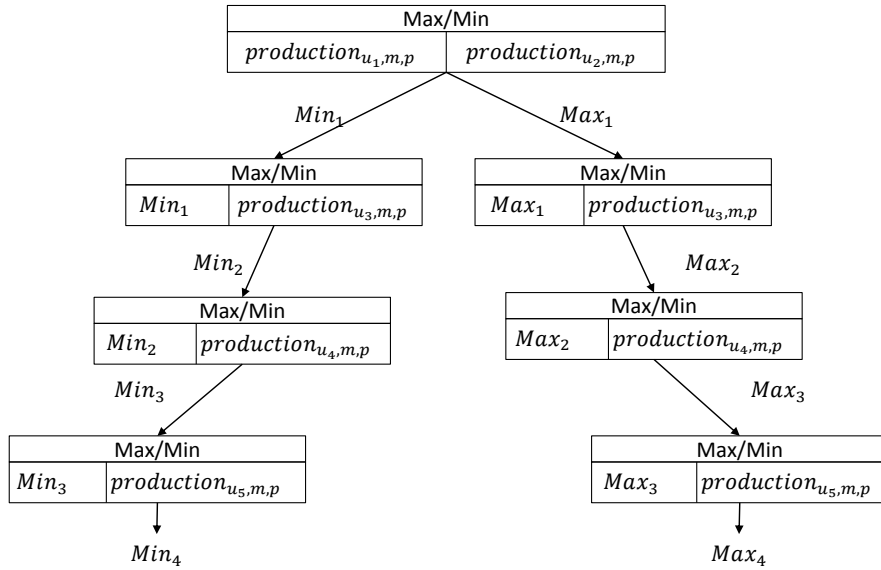 Max/Min
production_{u_1,m,p} production_{u_2,m,p}
Min_1 Max_1
Max/Min Max/Min
Min_1 production_{u_3,m,p} Max_1 production_{u_3,m,p}
Min_2 Max_2
Max/Min Max/Min
Min_2 production_{u_4,m,p} Max_2 production_{u_4,m,p}
Min_3 Max_3
Max/Min Max/Min
Min_3 production_{u_5,m,p} Max_3 production_{u_5,m,p}
Min_4 Max_4